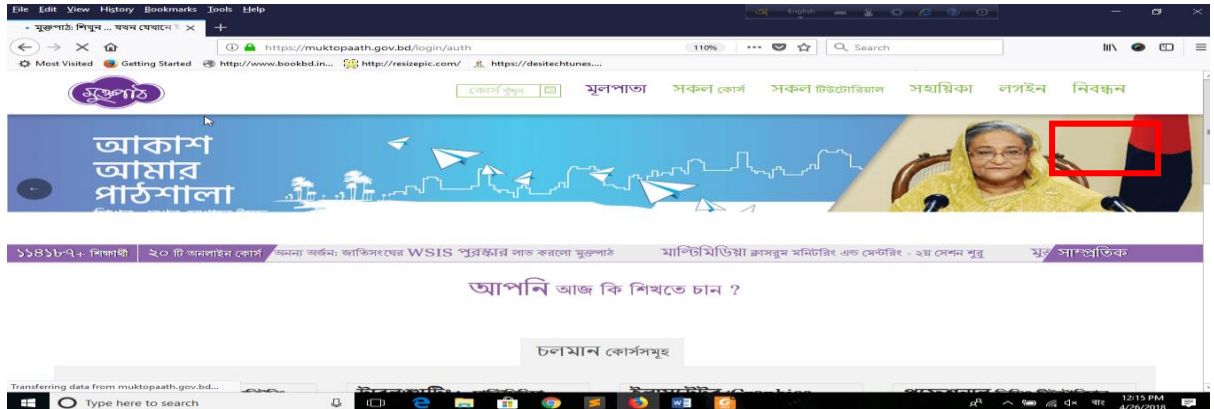 File Edit View History Bookmarks Tools Help
English
মুক্তপাঠ: শিখুন ... যখন যেখানে ই
https://muktopaath.gov.bd/login/auth
110%
Search
Most Visited Getting Started http://www.bookbd.in... http://resizepic.com/ https://desitechtunes....
মুক্তপাঠ
কোর্স খুঁজুন মূলপাতা সকল কোর্স সকল টিউটোরিয়াল সহায়িকা লগইন নিবন্ধন
আকাশ
আমার
পাঠশালা
১১৪১৮৭+ শিক্ষার্থী ২০ টি অনলাইন কোর্স অনন্য অর্জন: জাতিসংঘের WSIS পুরস্কার লাভ করলো মুক্তপাঠ মাল্টিমিডিয়া ক্লাসরুম মনিটরিং এন্ড মেন্টরিং - ২য় সেশন শুরু মুক্ত সাম্প্রতিক
আপনি আজ কি শিখতে চান ?
চলমান কোর্সসমূহ
Transferring data from muktopaath.gov.bd...
Type here to search
12:15 PM
4/26/2018